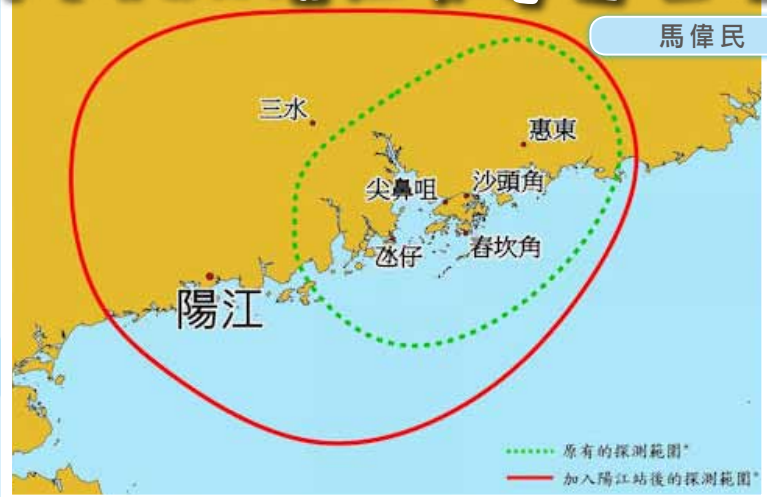 馬偉民
三水
惠東
尖鼻咀
沙頭角
氹仔
舂坎角
陽江
原有的探測範圍*
加入陽江站後的探測範圍*